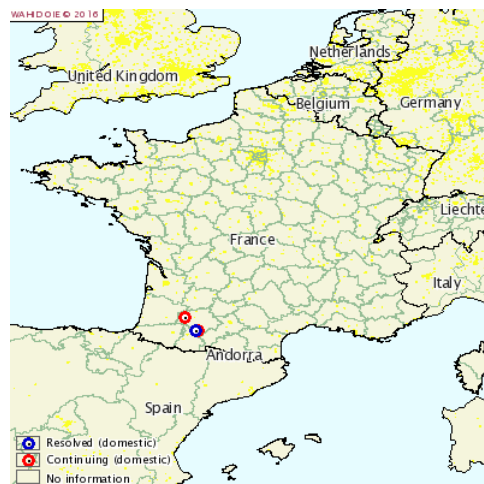 WAHID OIE © 2016
Netherlands
United Kingdom
Belgium
Germany
Liechte
France
Italy
Andorra
Spain
Resolved (domestic)
Continuing (domestic)
No information